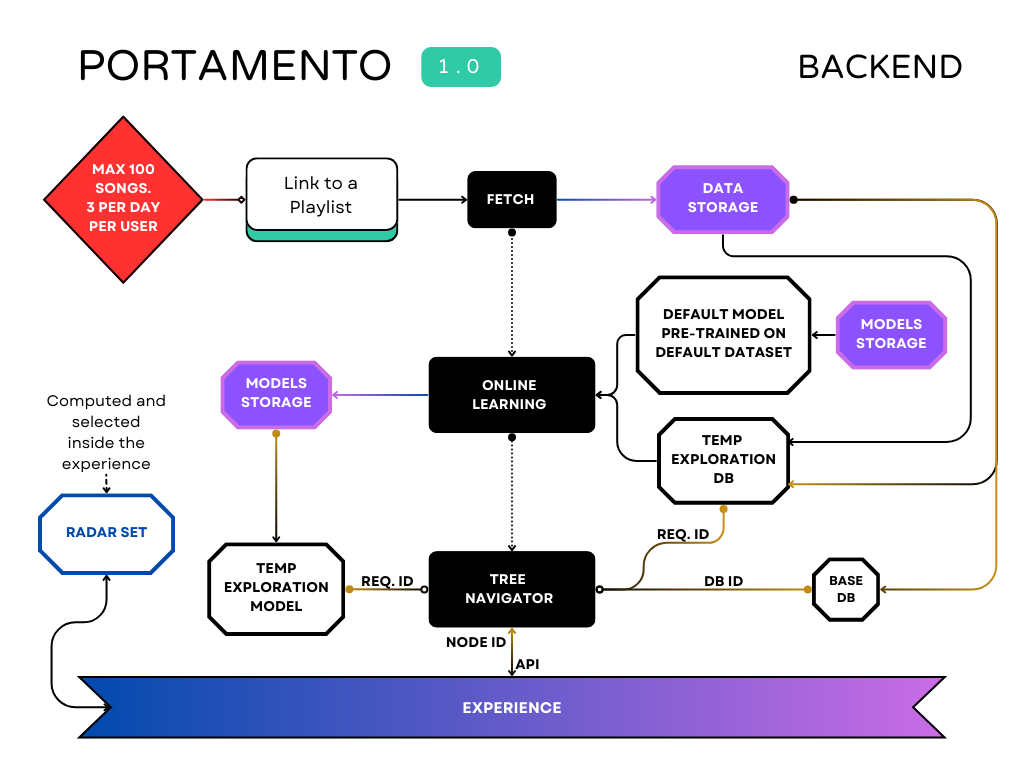 PORTAMENTO
1.0
BACKEND
MAX 100
SONGS.
3 PER DAY
PER USER
Link to a
Playlist
FETCH
DATA
STORAGE
DEFAULT MODEL
PRE-TRAINED ON
DEFAULT DATASET
MODELS
STORAGE
MODELS
STORAGE
ONLINE
LEARNING
Computed and
selected
inside the
experience
TEMP
EXPLORATION
DB
RADAR SET
REQ. ID
TEMP
EXPLORATION
MODEL
REQ. ID
TREE
NAVIGATOR
DB ID
BASE
DB
NODE ID
API
EXPERIENCE